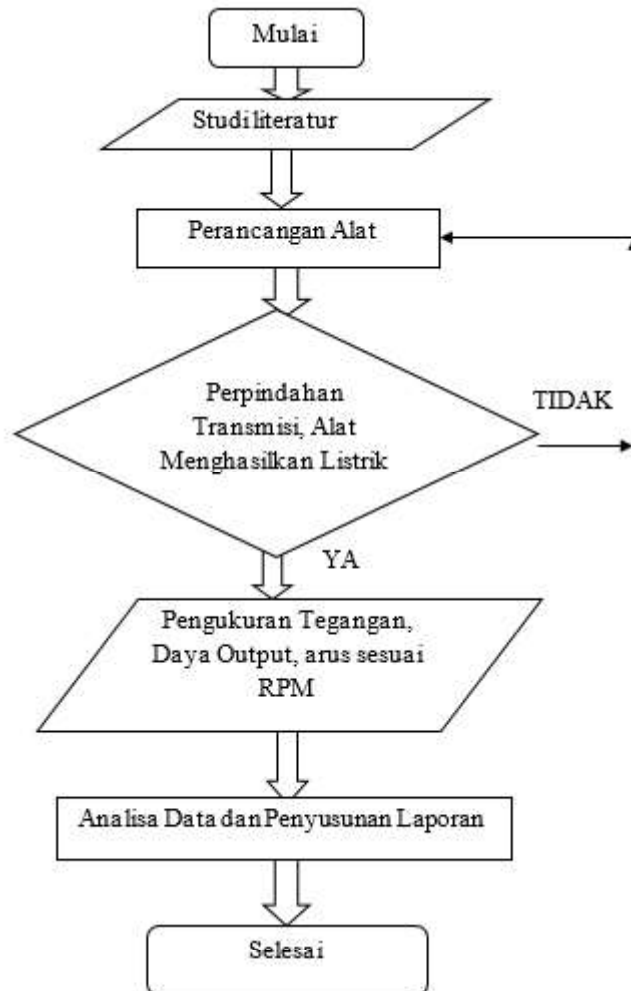 Mulai
Studi literatur
Perancangan Alat
Perpindahan
Transmisi, Alat
Menghasilkan Listrik
TIDAK
YA
Pengukuran Tegangan,
Daya Output, arus sesuai
RPM
Analisa Data dan Penyusunan Laporan
Selesai